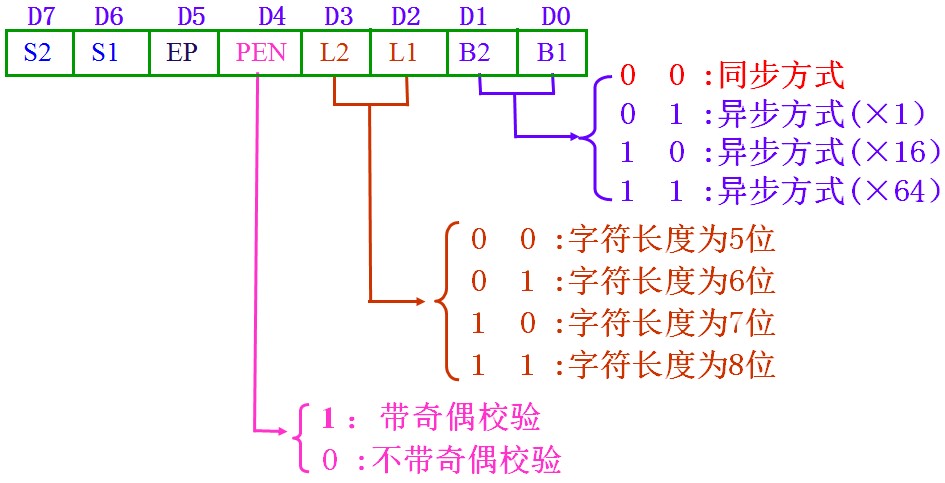 D7 D6 D5 D4 D3 D2 D1 D0
S2 S1 EP PEN L2 L1 B2 B1
0 0 :同步方式
0 1 :异步方式(×1)
1 0 :异步方式(×16)
1 1 :异步方式(×64)
0 0 :字符长度为5位
0 1 :字符长度为6位
1 0 :字符长度为7位
1 1 :字符长度为8位
1 : 带奇偶校验
0 :不带奇偶校验